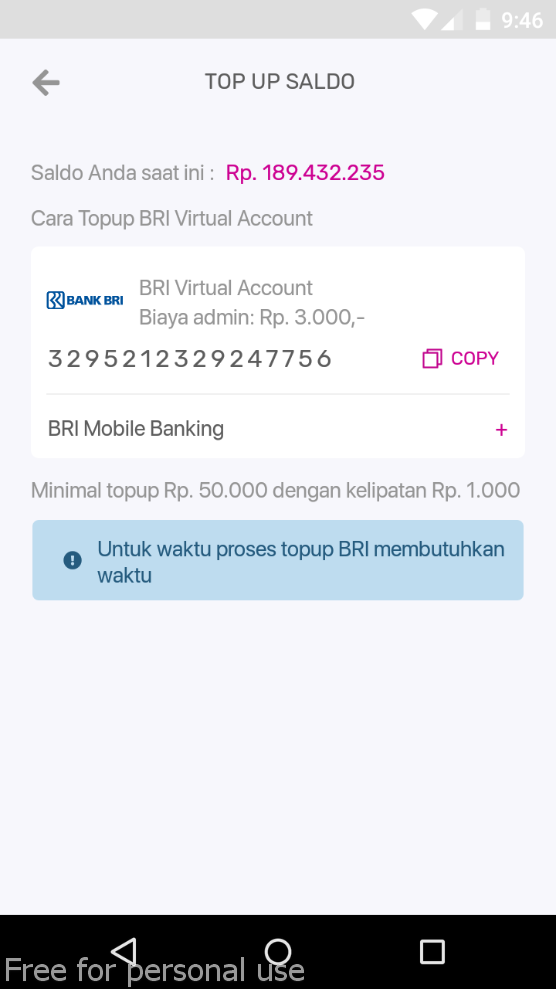 9:46
TOP UP SALDO
Saldo Anda saat ini : Rp. 189.432.235
Cara Topup BRI Virtual Account
BANK BRI
BRI Virtual Account
Biaya admin: Rp. 3.000,-
3295212329247756 COPY
BRI Mobile Banking +
Minimal topup Rp. 50.000 dengan kelipatan Rp. 1.000
Untuk waktu proses topup BRI membutuhkan
waktu
Free for personal use